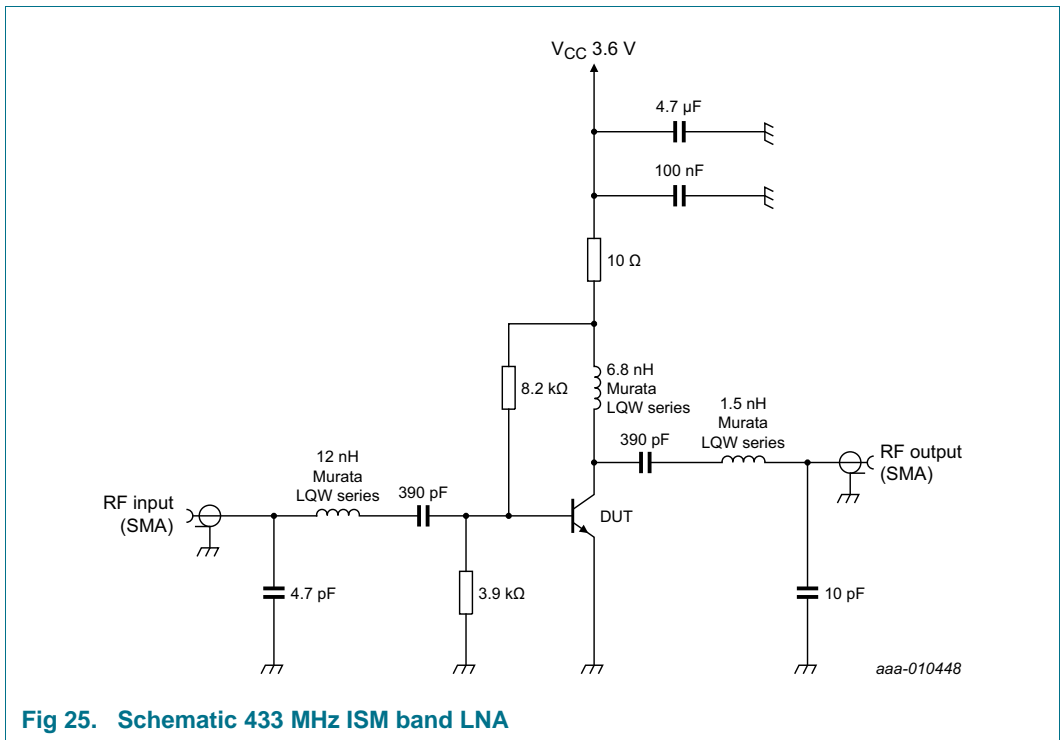 VCC 3.6 V
4.7 µF
100 nF
10 Ω
8.2 kΩ
6.8 nH
Murata
LQW series
1.5 nH
Murata
LQW series
390 pF
RF output
(SMA)
12 nH
Murata
LQW series
390 pF
RF input
(SMA)
DUT
4.7 pF
3.9 kΩ
10 pF
aaa-010448
Fig 25. Schematic 433 MHz ISM band LNA